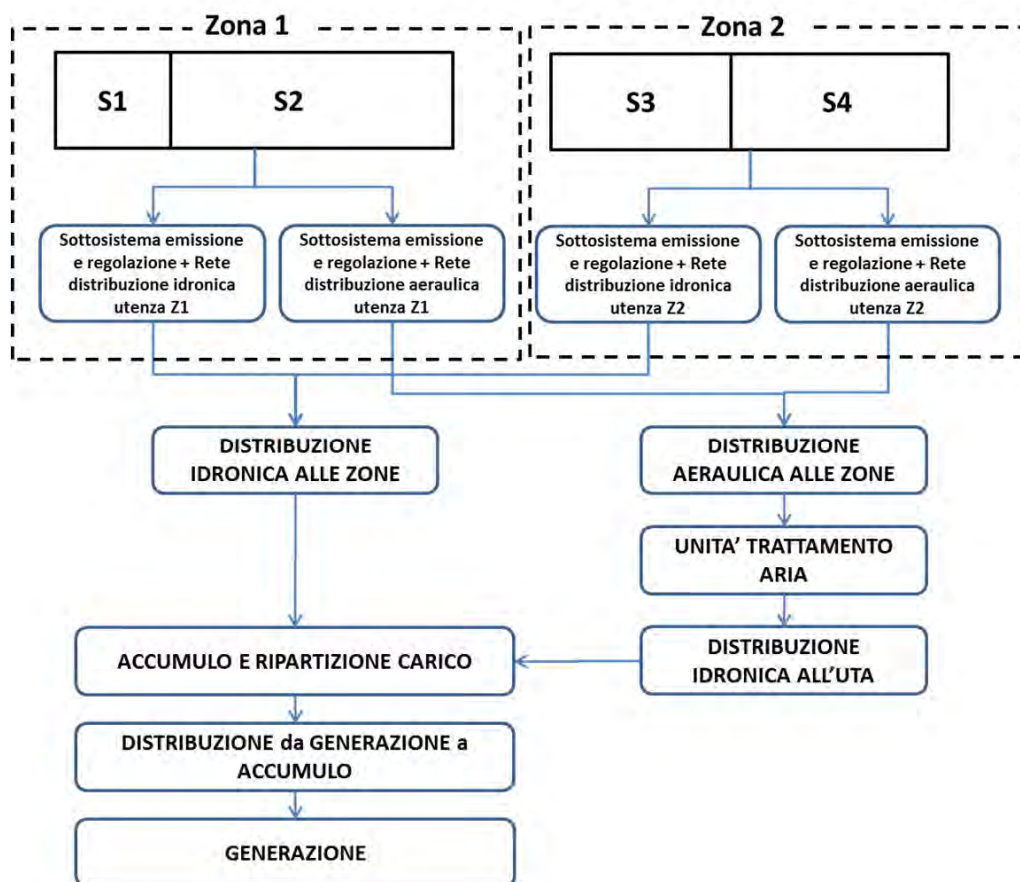 Zona 1
Zona 2
S1
S2
S3
S4
Sottosistema emissione
e regolazione + Rete
distribuzione idronica
utenza Z1
Sottosistema emissione
e regolazione + Rete
distribuzione aeraulica
utenza Z1
Sottosistema emissione
e regolazione + Rete
distribuzione idronica
utenza Z2
Sottosistema emissione
e regolazione + Rete
distribuzione aeraulica
utenza Z2
DISTRIBUZIONE
IDRONICA ALLE ZONE
DISTRIBUZIONE
AERAULICA ALLE ZONE
UNITA' TRATTAMENTO
ARIA
DISTRIBUZIONE
IDRONICA ALL'UTA
ACCUMULO E RIPARTIZIONE CARICO
DISTRIBUZIONE da GENERAZIONE a
ACCUMULO
GENERAZIONE